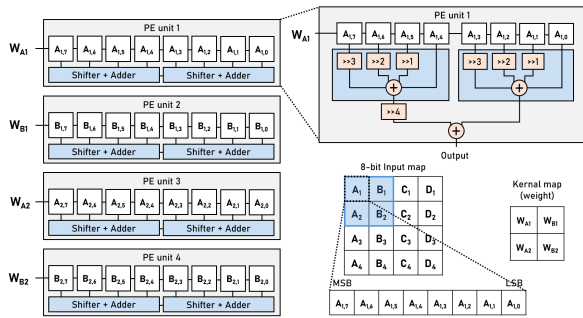 PE unit 1
W_A1 A_1,7 A_1,6 A_1,5 A_1,4 A_1,3 A_1,2 A_1,1 A_1,0
Shifter + Adder Shifter + Adder
PE unit 2
W_B1 B_1,7 B_1,6 B_1,5 B_1,4 B_1,3 B_1,2 B_1,1 B_1,0
Shifter + Adder Shifter + Adder
PE unit 3
W_A2 A_2,7 A_2,6 A_2,5 A_2,4 A_2,3 A_2,2 A_2,1 A_2,0
Shifter + Adder Shifter + Adder
PE unit 4
W_B2 B_2,7 B_2,6 B_2,5 B_2,4 B_2,3 B_2,2 B_2,1 B_2,0
Shifter + Adder Shifter + Adder
PE unit 1
W_A1 A_1,7 A_1,6 A_1,5 A_1,4 A_1,3 A_1,2 A_1,1 A_1,0
>>3 >>2 >>1 >>3 >>2 >>1
+ +
>>4
+
Output
8-bit Input map
A_1 B_1 C_1 D_1
A_2 B_2 C_2 D_2
A_3 B_3 C_3 D_3
A_4 B_4 C_4 D_4
Kernal map
(weight)
W_A1 W_B1
W_A2 W_B2
MSB LSB
A_1,7 A_1,6 A_1,5 A_1,4 A_1,3 A_1,2 A_1,1 A_1,0